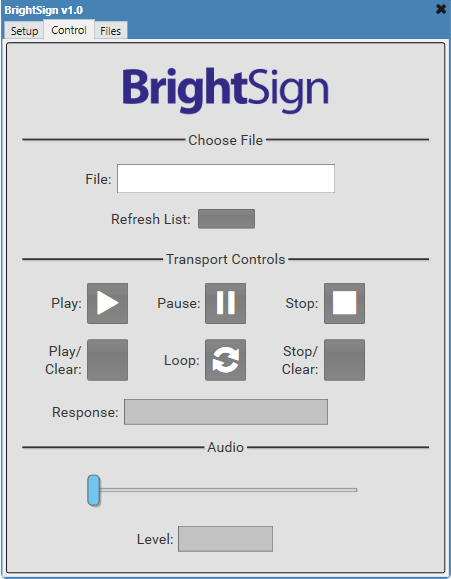 BrightSign v1.0
Setup Control Files
BrightSign
Choose File
File:
Refresh List:
Transport Controls
Play: Pause: Stop:
Play/ Clear: Loop: Stop/ Clear:
Response:
Audio
Level: